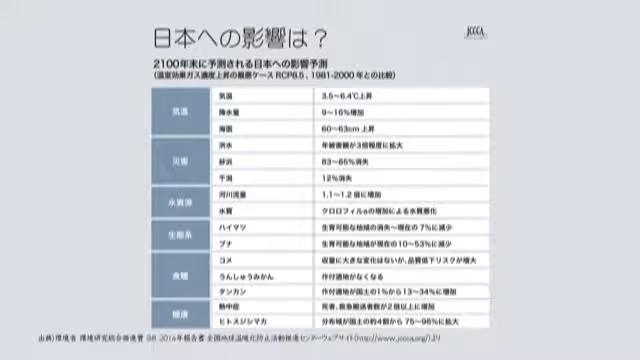 日本への影響は？
JCCCA
2100年末に予測される日本への影響予測
(温室効果ガス濃度上昇の最悪ケース RCP8.5、1981-2000年との比較)
気温 気温 3.5〜6.4℃上昇
降水量 9〜16%増加
海面 60〜63cm上昇
災害 洪水 年被害額が3倍程度に拡大
砂浜 83〜85%消失
干潟 12%消失
水資源 河川流量 1.1〜1.2倍に増加
水質 クロロフィルaの増加による水質悪化
生態系 ハイマツ 生育可能な地域の消失〜現在の7%に減少
ブナ 生育可能な地域が現在の10〜53%に減少
食糧 コメ 収量に大きな変化はないが、品質低下リスクが増大
うんしゅうみかん 作付適地がなくなる
タンカン 作付適地が国土の1%から13〜34%に増加
健康 熱中症 死者、救急搬送者数が2倍以上に増加
ヒトスジシマカ 分布域が国土の約4割から75〜96%に拡大
出典)環境省 環境研究総合推進費 S8 2014年報告書 全国地球温暖化防止活動推進センターウェブサイト(http://www.jccca.org/)より